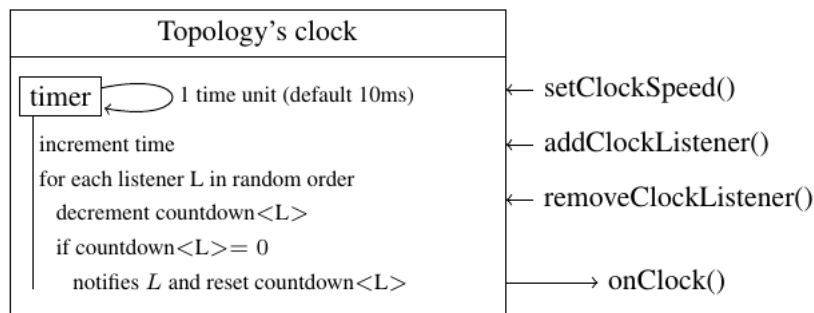 Topology's clock
timer
1 time unit (default 10ms)
setClockSpeed()
increment time
addClockListener()
for each listener L in random order
removeClockListener()
decrement countdown<L>
if countdown<L>= 0
notifies L and reset countdown<L>
onClock()